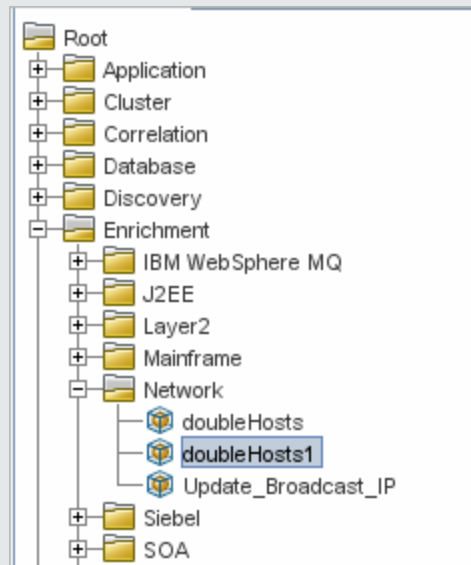 Root
Application
Cluster
Correlation
Database
Discovery
Enrichment
IBM WebSphere MQ
J2EE
Layer2
Mainframe
Network
doubleHosts
doubleHosts1
Update_Broadcast_IP
Siebel
SOA